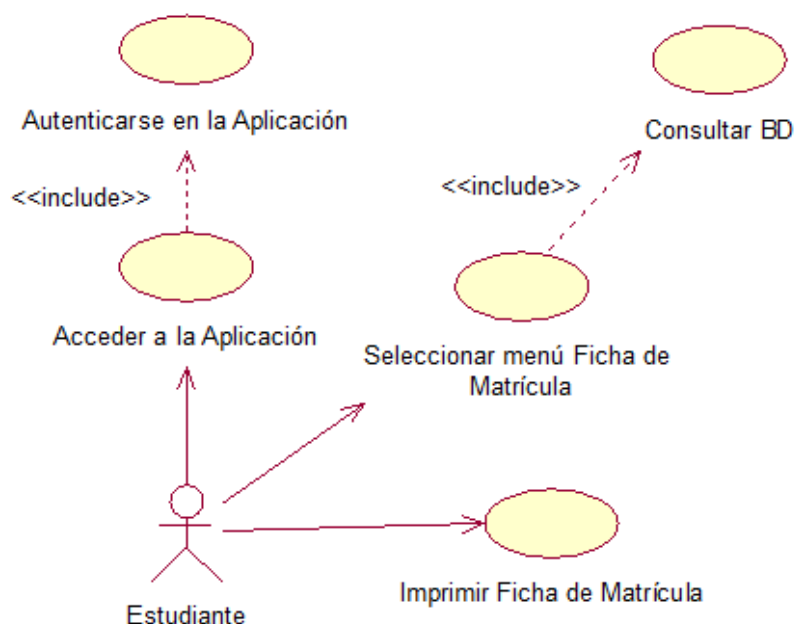 Autenticarse en la Aplicación
Consultar BD
<<include>>
<<include>>
Acceder a la Aplicación
Seleccionar menú Ficha de
Matrícula
Imprimir Ficha de Matrícula
Estudiante